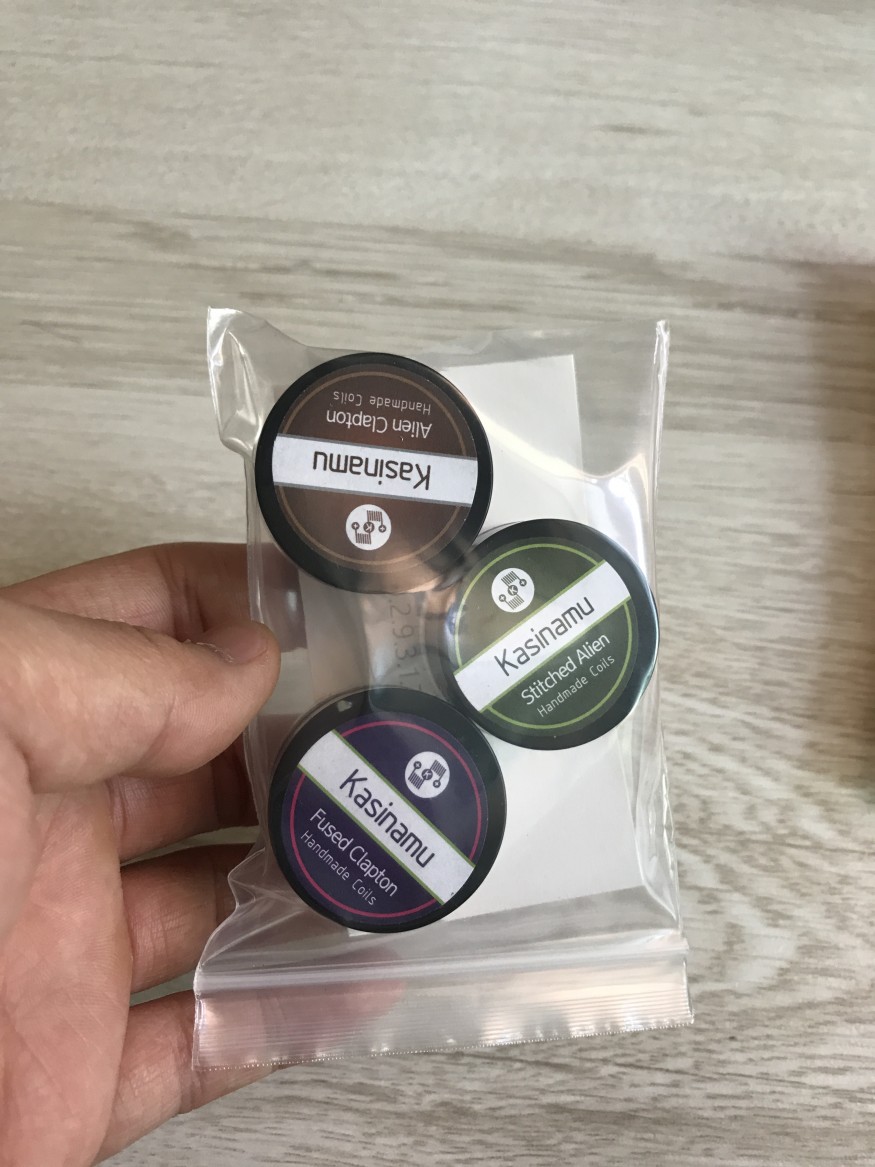 Kasinamu
Alien Clapton
Handmade Coils
Kasinamu
Stitched Alien
Handmade Coils
Kasinamu
Fused Clapton
Handmade Coils